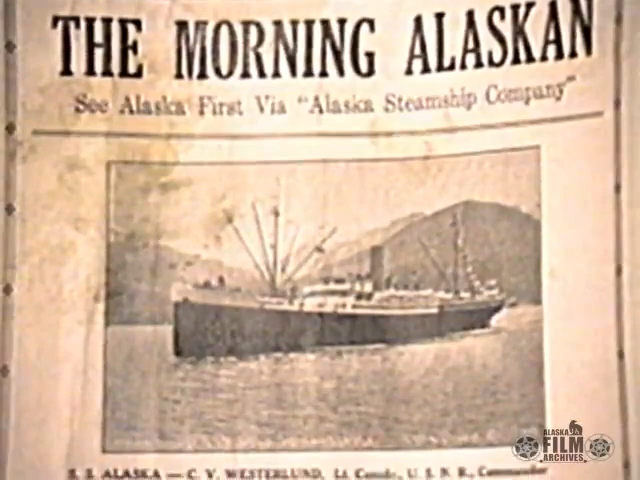 THE MORNING ALASKAN
See Alaska First Via "Alaska Steamship Company"
S. S. ALASKA — C. V. WESTERLUND, Lt. Comdr., U. S. N. R., Commander
ALASKA
FILM
ARCHIVES